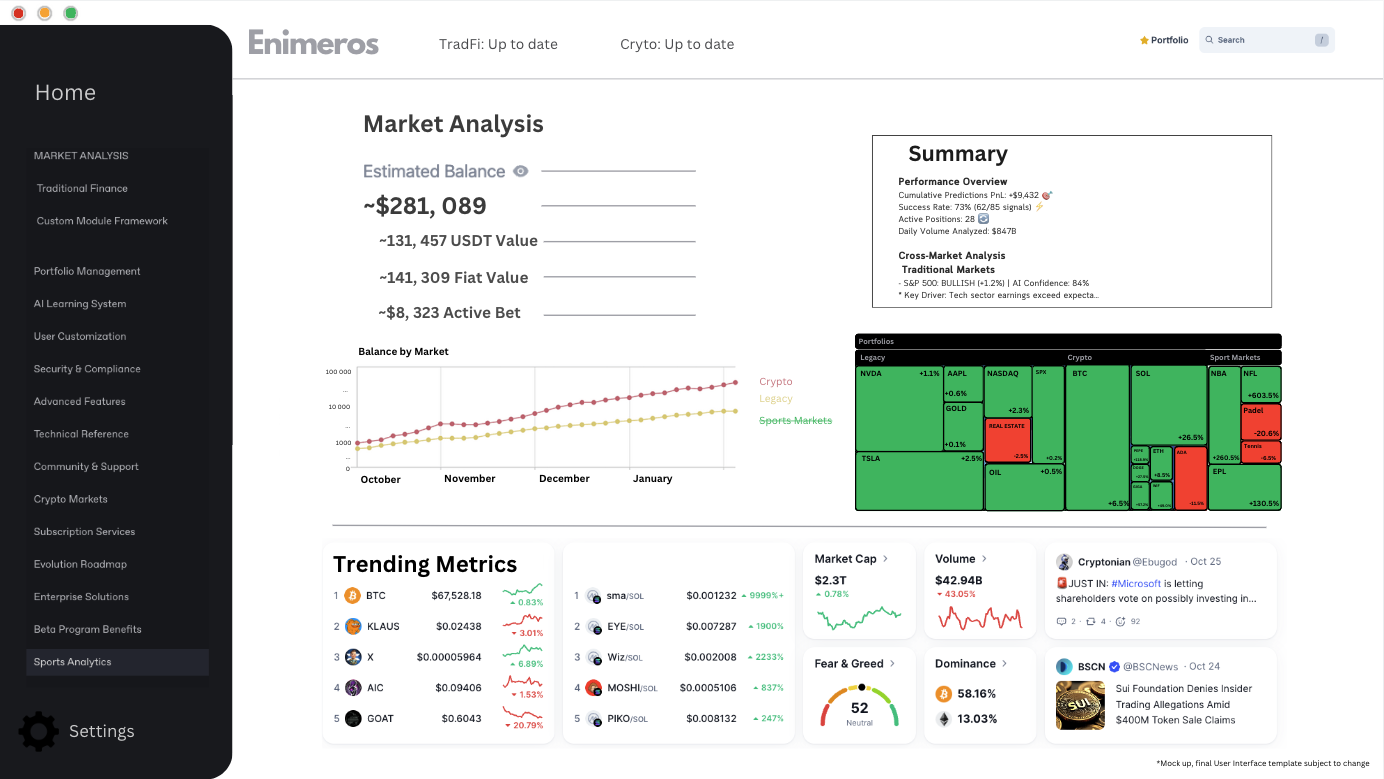 Enimeros
TradFi: Up to date
Cryto: Up to date
Portfolio
Search
/
Home
MARKET ANALYSIS
Traditional Finance
Custom Module Framework
Portfolio Management
AI Learning System
User Customization
Security & Compliance
Advanced Features
Technical Reference
Community & Support
Crypto Markets
Subscription Services
Evolution Roadmap
Enterprise Solutions
Beta Program Benefits
Sports Analytics
Settings
Market Analysis
Estimated Balance
~$281, 089
~131, 457 USDT Value
~141, 309 Fiat Value
~$8, 323 Active Bet
Summary
Performance Overview
Cumulative Predictions PnL: +$9,432 🎯
Success Rate: 73% (62/85 signals) ⚡
Active Positions: 28 🔄
Daily Volume Analyzed: $847B
Cross-Market Analysis
Traditional Markets
- S&P 500: BULLISH (+1.2%) | AI Confidence: 84%
* Key Driver: Tech sector earnings exceed expecta...
Balance by Market
100 000
...
10 000
1000
...
0
October
November
December
January
Crypto
Legacy
Sports Markets
Portfolios
Legacy
Crypto
Sport Markets
NVDA +1.1%
AAPL
+0.6%
GOLD
+0.1%
TSLA +2.5%
NASDAQ
+2.3%
SPX
+0.2%
REAL ESTATE
-2.5%
OIL +0.5%
BTC
+6.5%
SOL
+26.5%
ETH
+8.5%
ADA
-11.5%
NBA
+260.5%
NFL
+603.5%
Padel
-20.6%
Tennis
-6.5%
EPL
+130.5%
Trending Metrics
1 BTC $67,528.18 0.83%
2 KLAUS $0.02438 3.01%
3 X $0.00005964 6.89%
4 AIC $0.09406 1.53%
5 GOAT $0.6043 20.79%
1 sma/SOL $0.001232 9999%+
2 EYE/SOL $0.007287 1900%
3 Wiz/SOL $0.002008 2233%
4 MOSHI/SOL $0.0005106 837%
5 PIKO/SOL $0.008132 247%
Market Cap >
$2.3T
0.78%
Volume >
$42.94B
43.05%
Fear & Greed >
52
Neutral
Dominance >
58.16%
13.03%
Cryptonian @Ebugod · Oct 25
🚨JUST IN: #Microsoft is letting
shareholders vote on possibly investing in...
2 · 4 · 92
BSCN @BSCNews · Oct 24
SUI
Sui Foundation Denies Insider
Trading Allegations Amid
$400M Token Sale Claims
*Mock up, final User Interface template subject to change